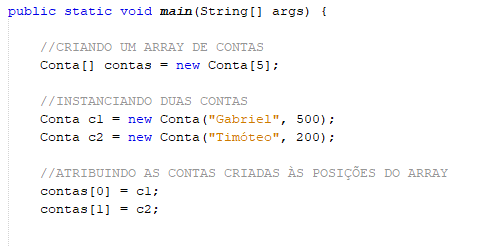 public static void main(String[] args) {
//CRIANDO UM ARRAY DE CONTAS
Conta[] contas = new Conta[5];
//INSTANCIANDO DUAS CONTAS
Conta c1 = new Conta("Gabriel", 500);
Conta c2 = new Conta("Timóteo", 200);
//ATRIBUINDO AS CONTAS CRIADAS ÀS POSIÇÕES DO ARRAY
contas[0] = c1;
contas[1] = c2;